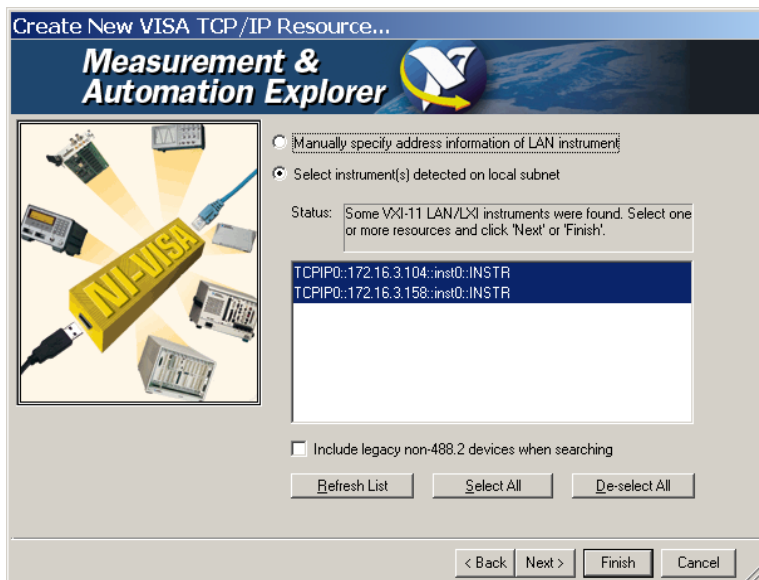 Create New VISA TCP/IP Resource...
Measurement &
Automation Explorer
NI-VISA
Manually specify address information of LAN instrument
Select instrument(s) detected on local subnet
Status:
Some VXI-11 LAN/LXI instruments were found. Select one
or more resources and click 'Next' or 'Finish'.
TCPIP0::172.16.3.104::inst0::INSTR
TCPIP0::172.16.3.158::inst0::INSTR
Include legacy non-488.2 devices when searching
Refresh List
Select All
De-select All
< Back
Next >
Finish
Cancel